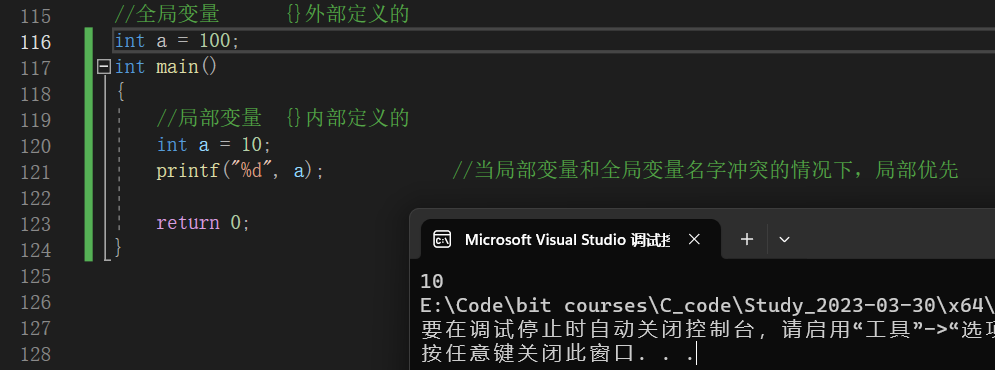 115 //全局变量 {}外部定义的
116 int a = 100;
117 int main()
118 {
119 //局部变量 {}内部定义的
120 int a = 10;
121 printf("%d", a); //当局部变量和全局变量名字冲突的情况下，局部优先
122
123 return 0;
124 }
125
126
127
128
Microsoft Visual Studio 调试
10
E:\Code\bit courses\C_code\Study_2023-03-30\x64\
要在调试停止时自动关闭控制台，请启用“工具”->“选项
按任意键关闭此窗口. . .